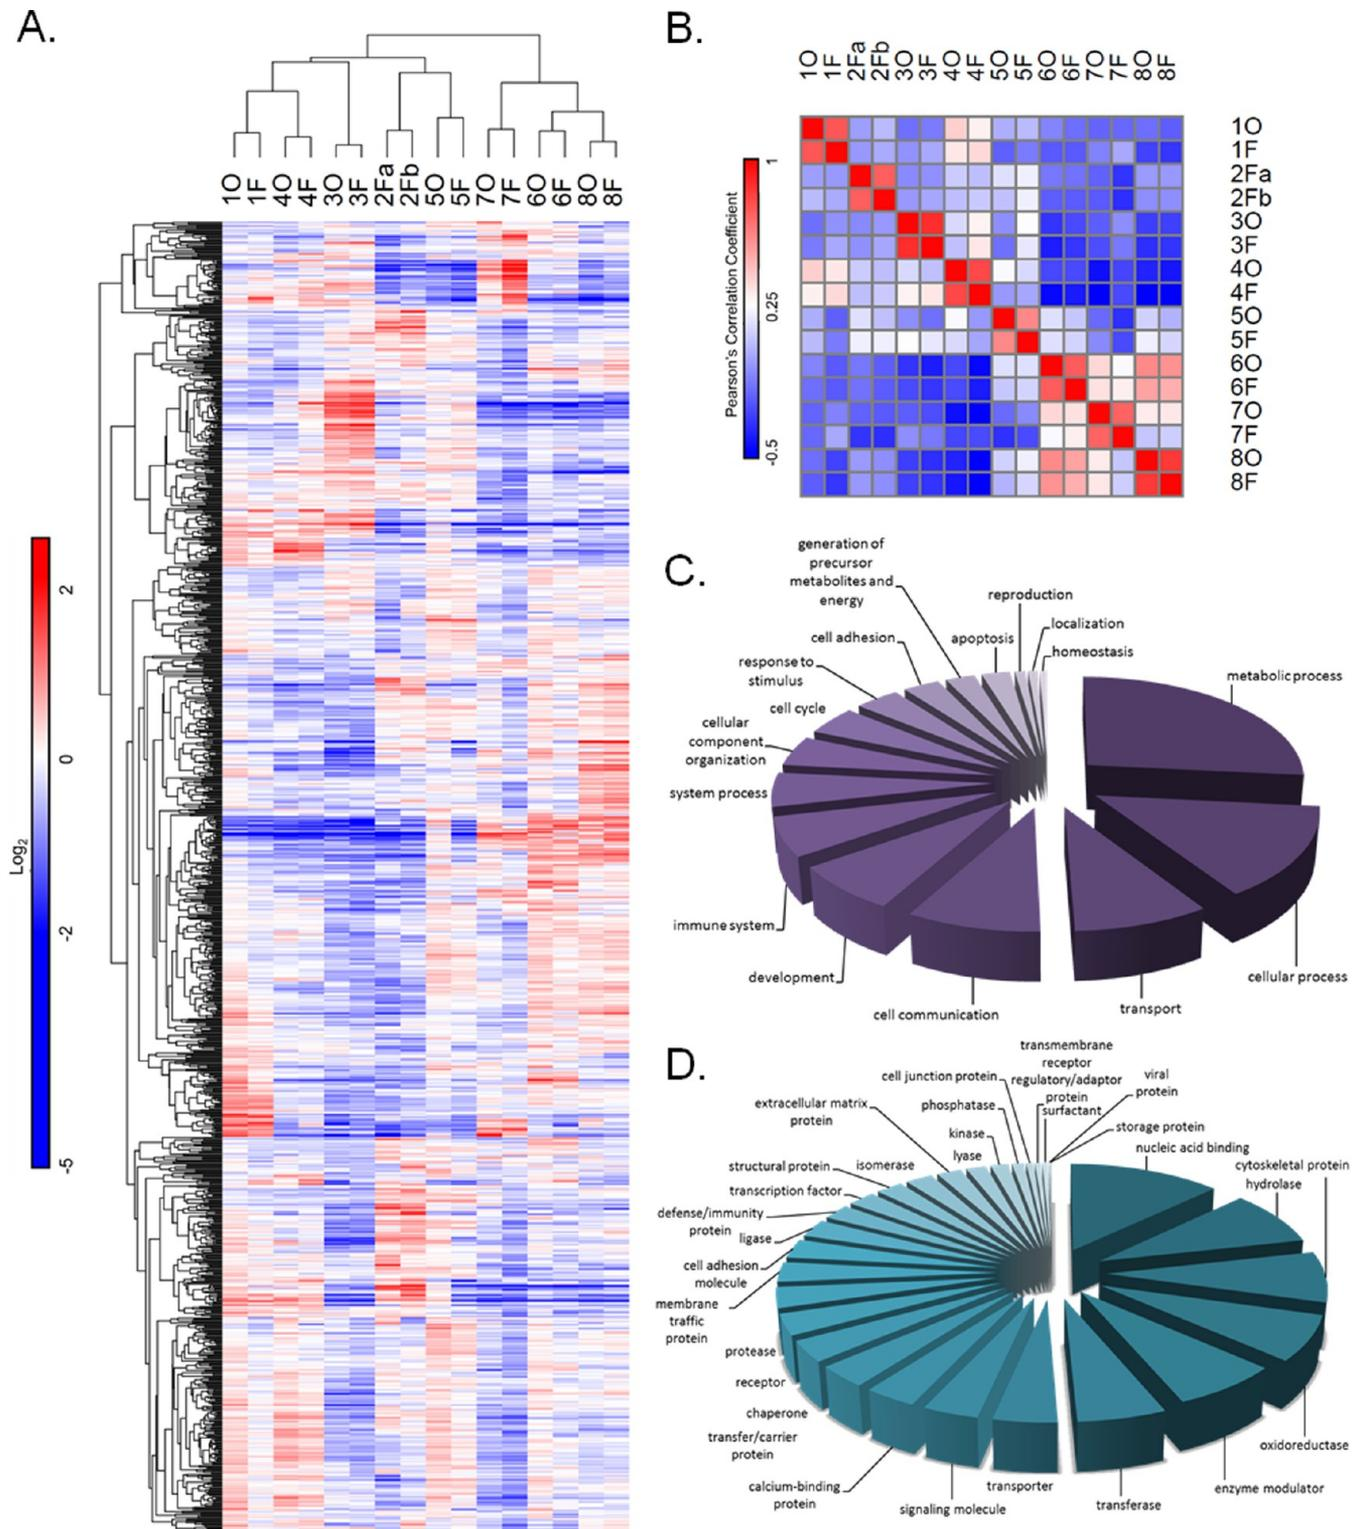 A.
1O 1F 4O 4F 3O 3F 2Fa 2Fb 5O 5F 7O 7F 6O 6F 8O 8F
2
0
-2
-5
Log2
B.
1O 1F 2Fa 2Fb 3O 3F 4O 4F 5O 5F 6O 6F 7O 7F 8O 8F
1O
1F
2Fa
2Fb
3O
3F
4O
4F
5O
5F
6O
6F
7O
7F
8O
8F
Pearson's Correlation Coefficient
1
0.25
-0.5
C.
generation of
precursor
metabolites and
energy
reproduction
localization
homeostasis
apoptosis
cell adhesion
response to
stimulus
cell cycle
cellular
component
organization
system process
immune system
development
cell communication
transport
cellular process
metabolic process
D.
transmembrane
receptor
regulatory/adaptor
protein
surfactant
viral
protein
storage protein
nucleic acid binding
cytoskeletal protein
hydrolase
cell junction protein
phosphatase
extracellular matrix
protein
kinase
lyase
isomerase
structural protein
transcription factor
defense/immunity
protein
ligase
cell adhesion
molecule
membrane
traffic
protein
protease
receptor
chaperone
transfer/carrier
protein
calcium-binding
protein
signaling molecule
transporter
transferase
enzyme modulator
oxidoreductase